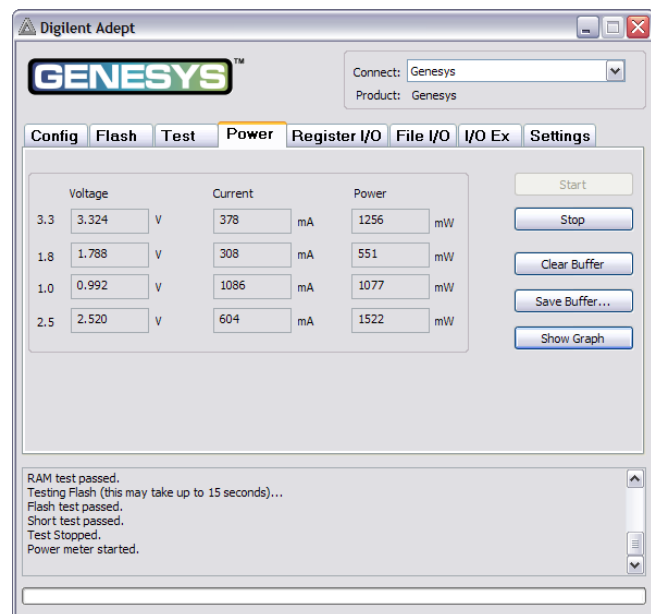 Digilent Adept
GENESYS™
Connect: Genesys
Product: Genesys
Config Flash Test Power Register I/O File I/O I/O Ex Settings
Voltage Current Power
3.3 3.324 V 378 mA 1256 mW
1.8 1.788 V 308 mA 551 mW
1.0 0.992 V 1086 mA 1077 mW
2.5 2.520 V 604 mA 1522 mW
Start
Stop
Clear Buffer
Save Buffer...
Show Graph
RAM test passed.
Testing Flash (this may take up to 15 seconds)...
Flash test passed.
Short test passed.
Test Stopped.
Power meter started.